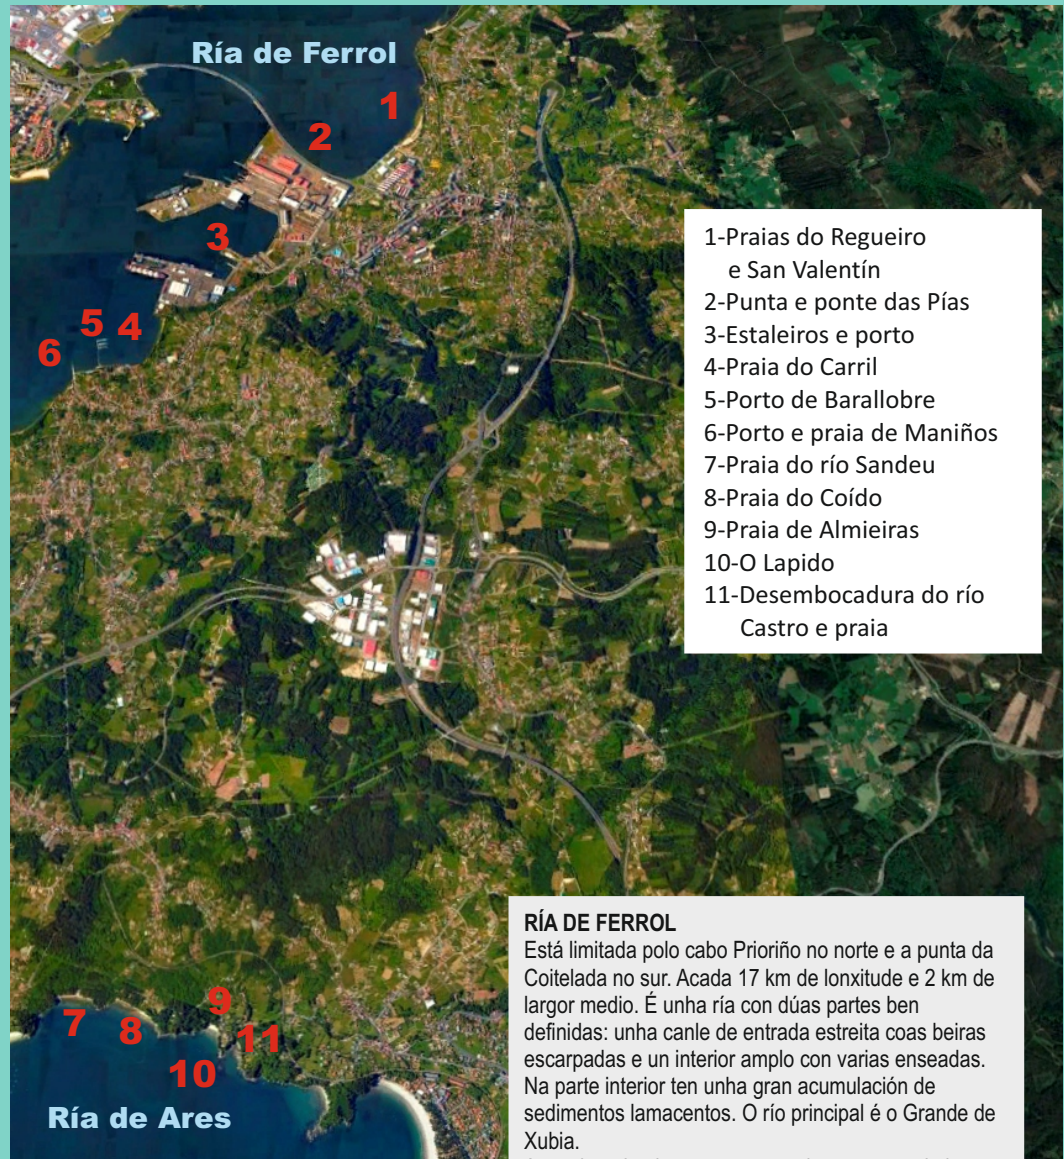 Ría de Ferrol
1
2
3
5
4
6
1-Praias do Regueiro
e San Valentín
2-Punta e ponte das Pías
3-Estaleiros e porto
4-Praia do Carril
5-Porto de Barallobre
6-Porto e praia de Maniños
7-Praia do río Sandeu
8-Praia do Coído
9-Praia de Almieiras
10-O Lapido
11-Desembocadura do río
Castro e praia
RÍA DE FERROL
Está limitada polo cabo Prioriño no norte e a punta da
Coitelada no sur. Acada 17 km de lonxitude e 2 km de
largor medio. É unha ría con dúas partes ben
definidas: unha canle de entrada estreita coas beiras
escarpadas e un interior amplo con varias enseadas.
Na parte interior ten unha gran acumulación de
sedimentos lamacentos. O río principal é o Grande de
Xubia.
9
7
8
11
10
Ría de Ares